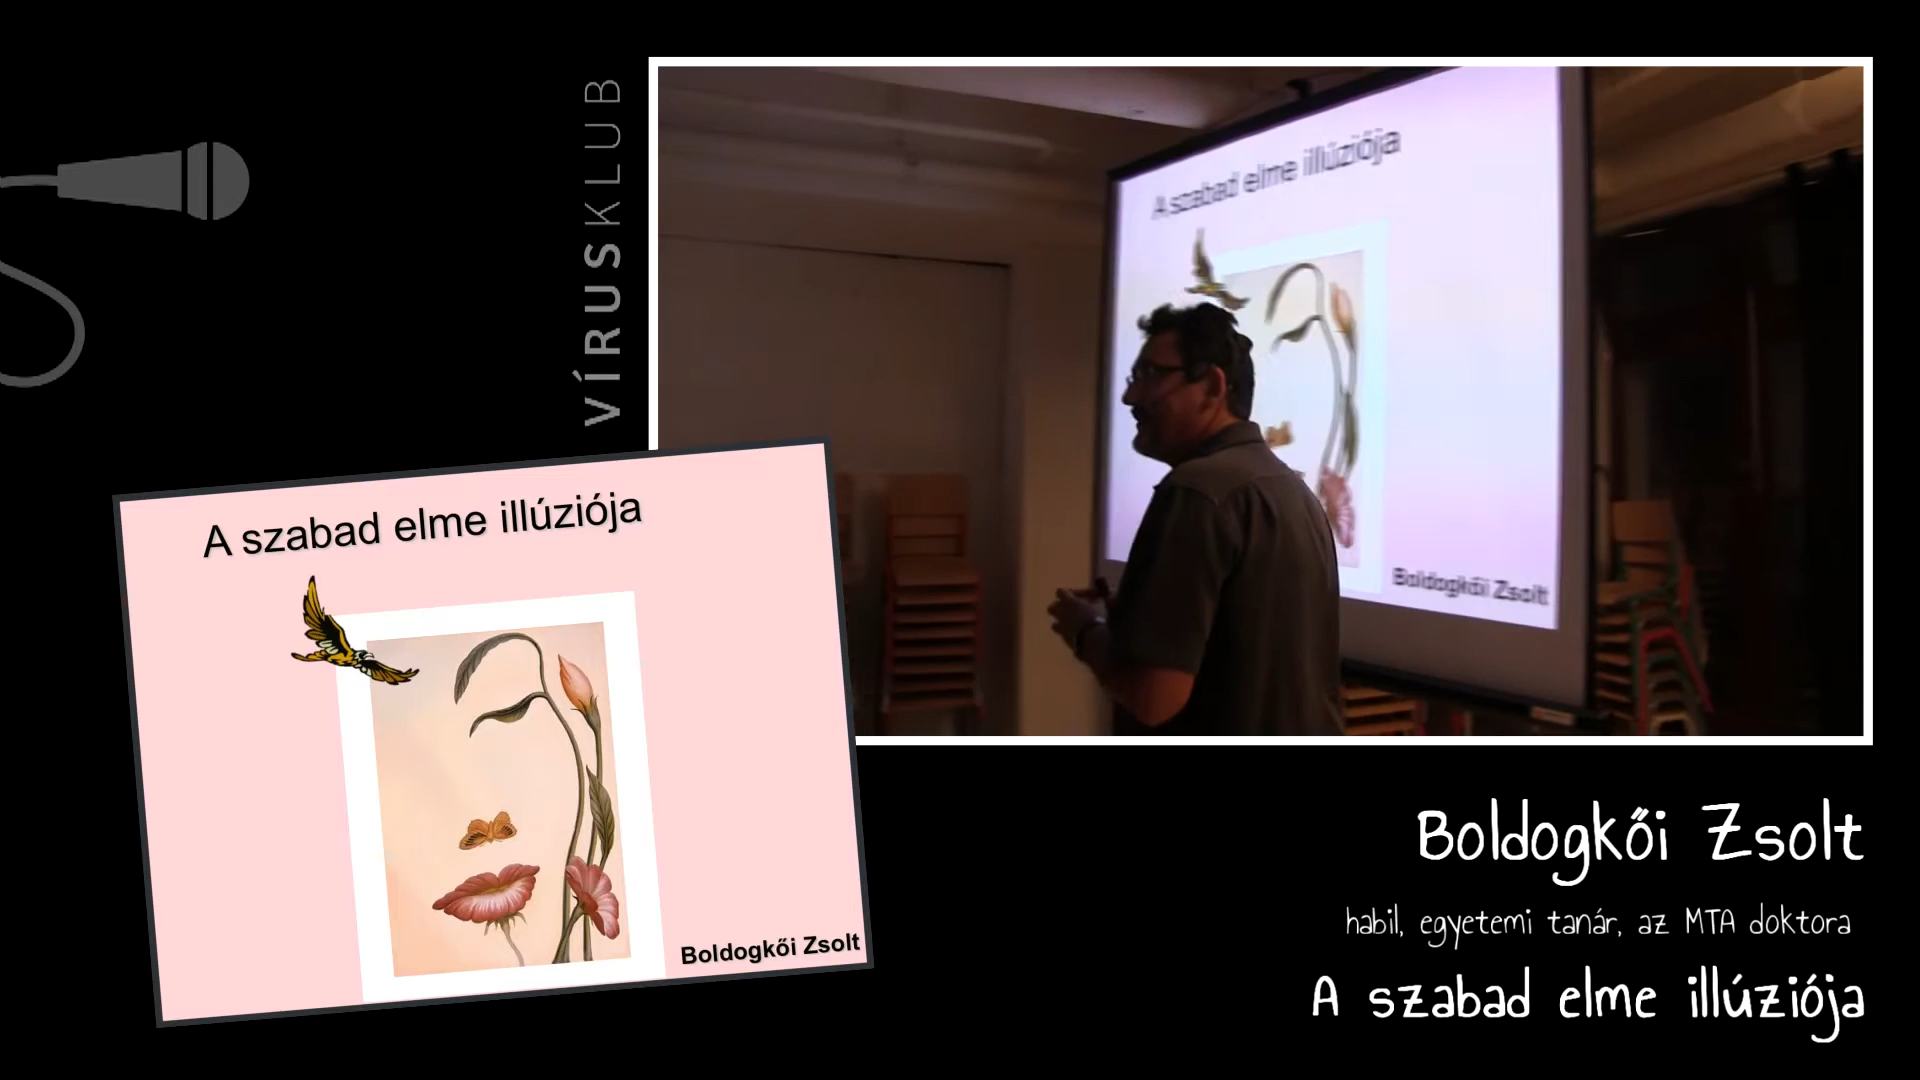 VÍRUSKLUB
A szabad elme illúziója
Boldogkői Zsolt
A szabad elme illúziója
Boldogkői Zsolt
Boldogkői Zsolt
habil, egyetemi tanár, az MTA doktora
A szabad elme illúziója